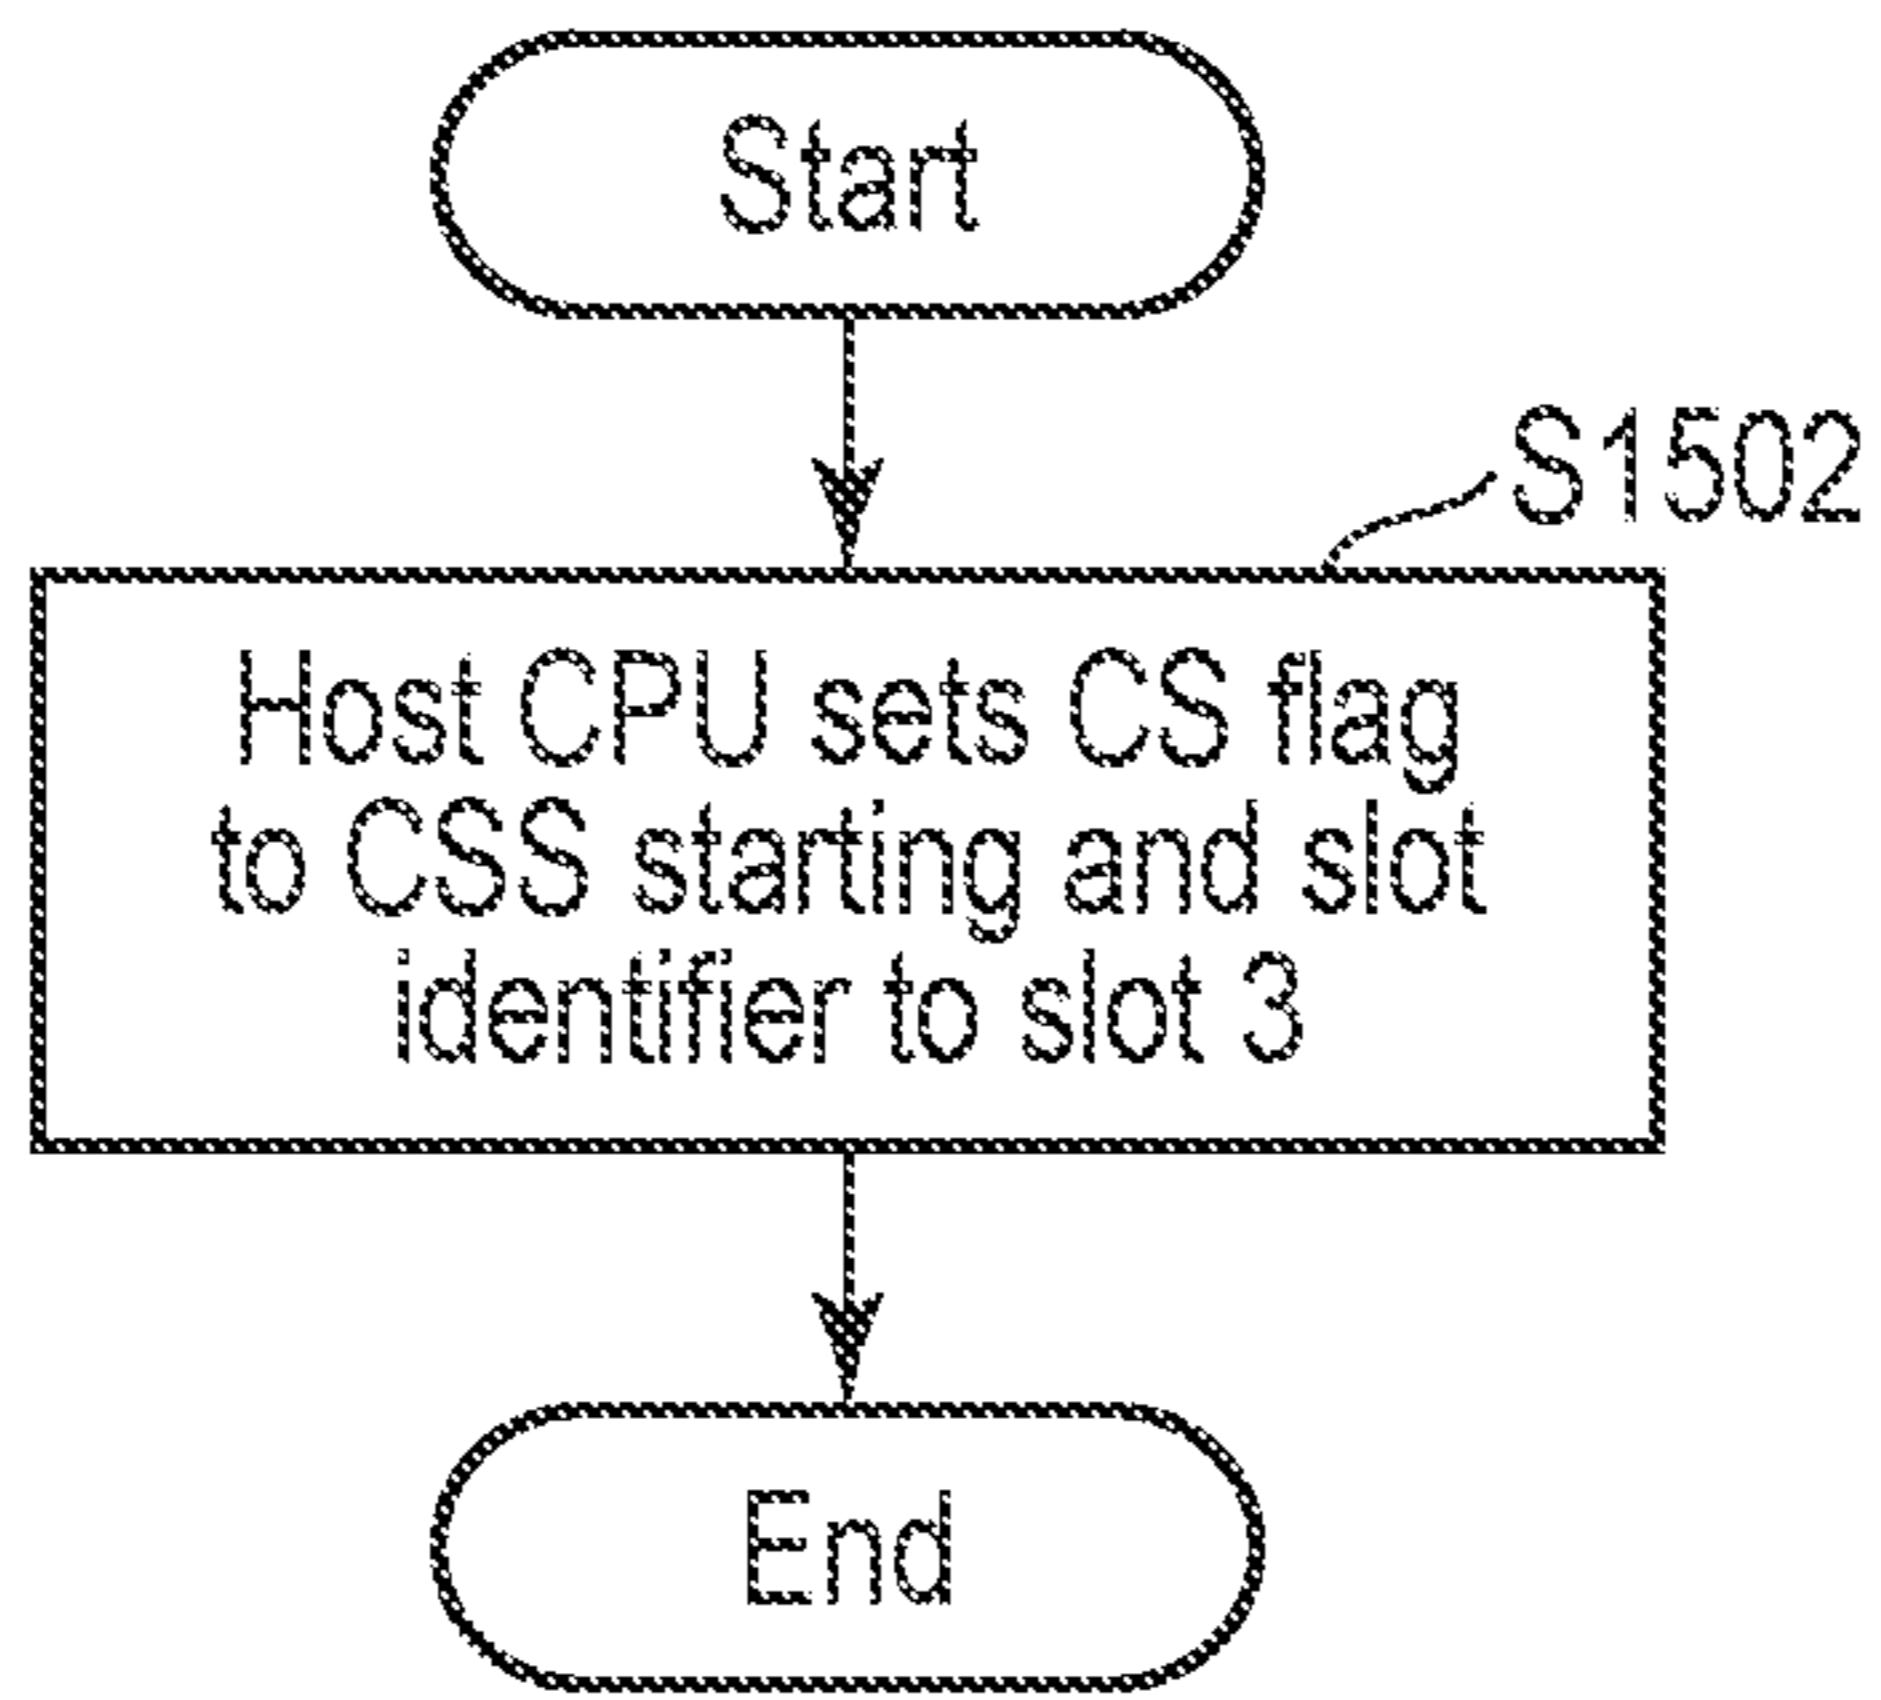 Start
S1502
Host CPU sets CS flag
to CSS starting and slot
identifier to slot 3
End